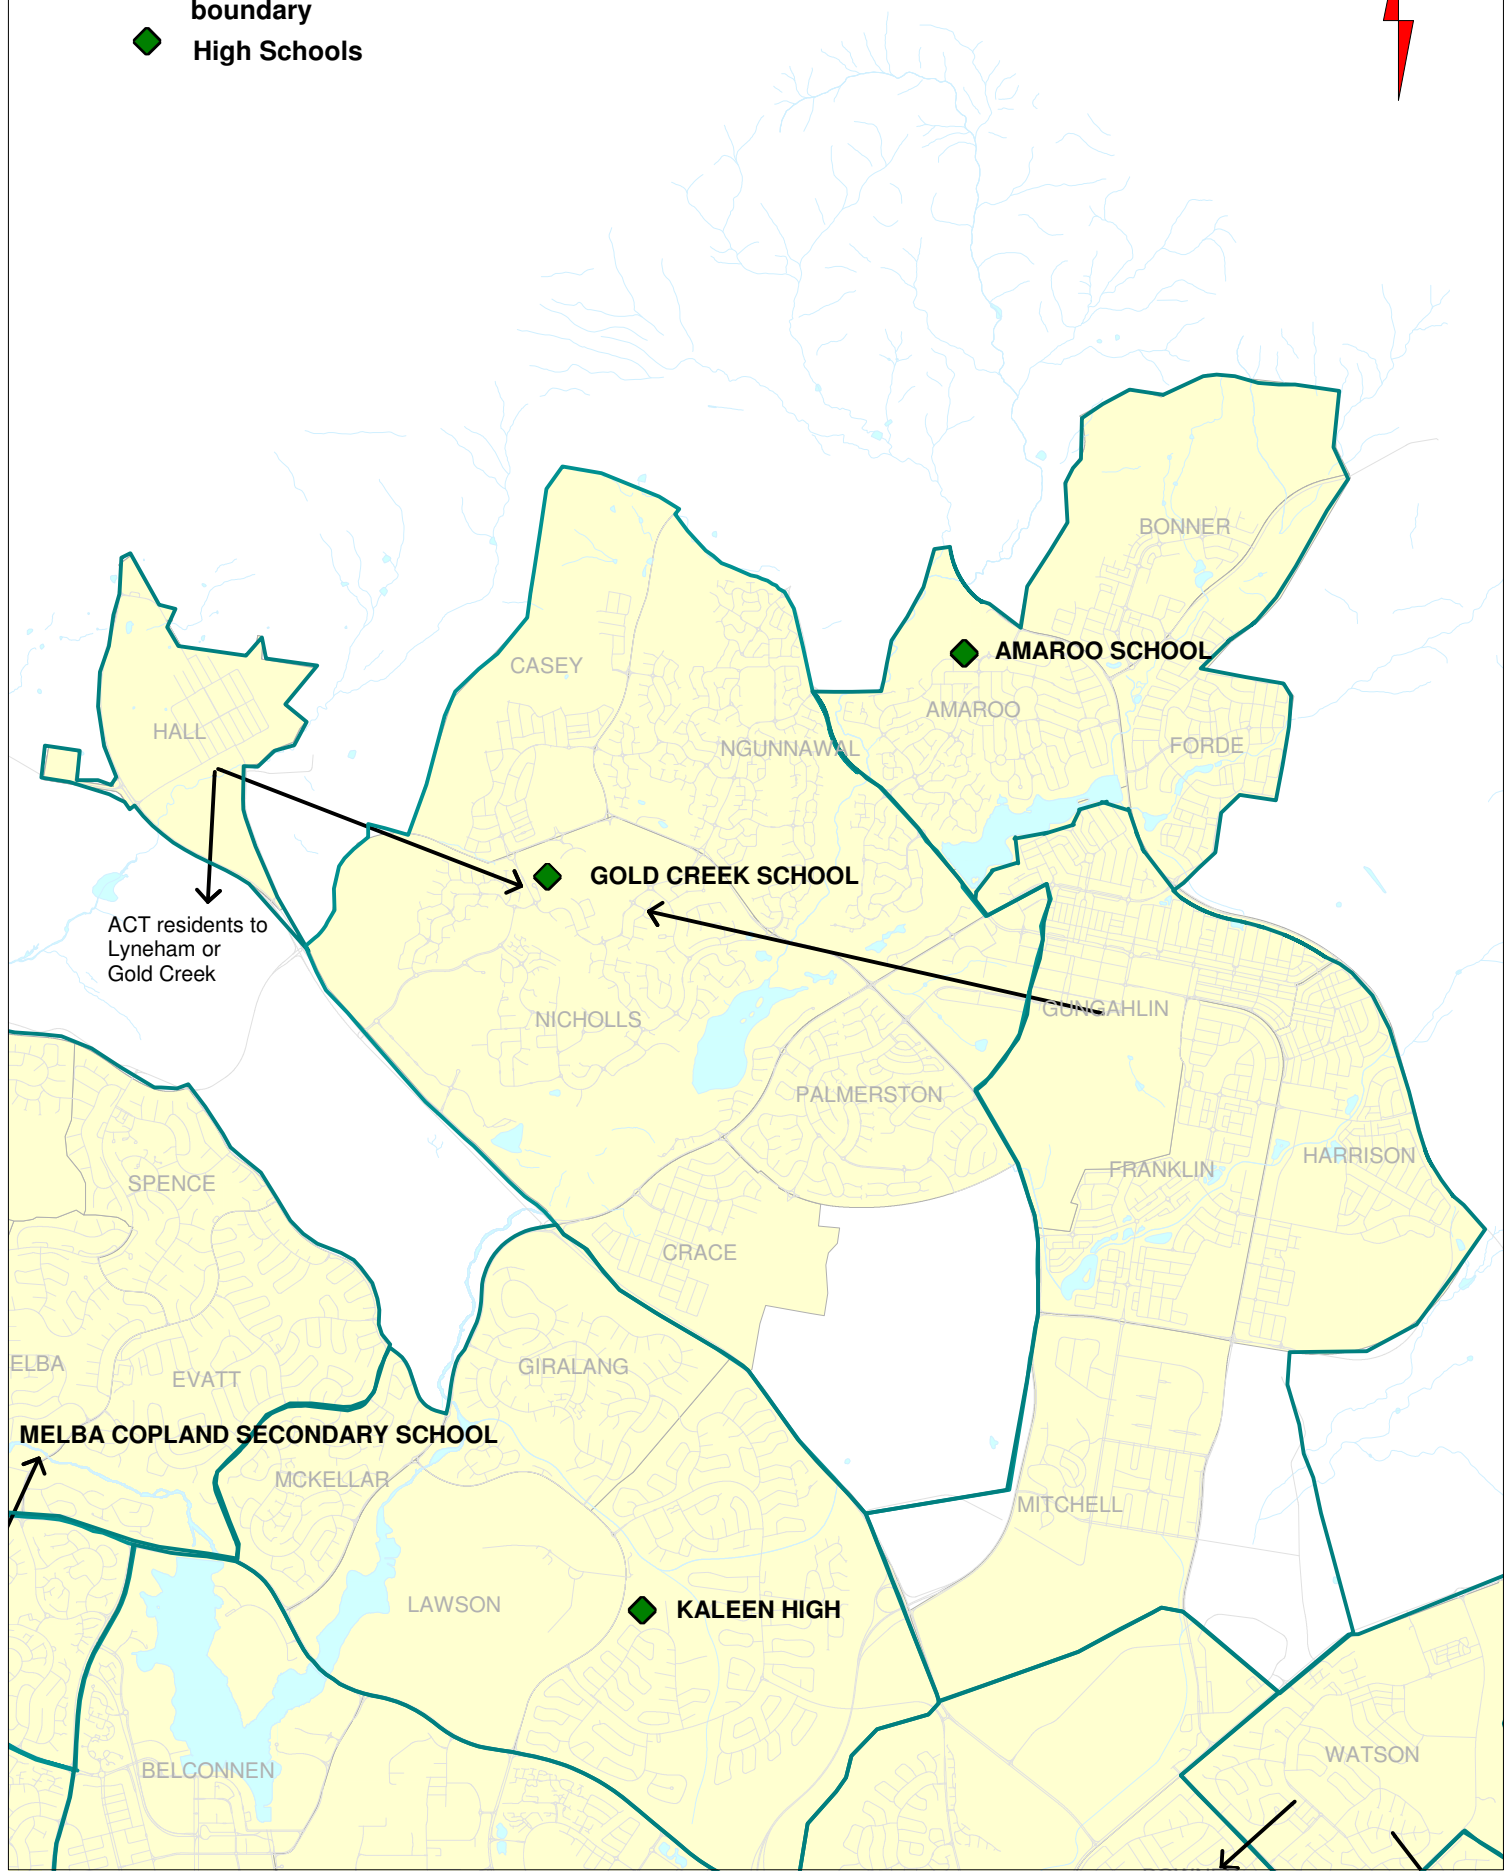 boundary
High Schools
BONNER
AMAROO SCHOOL
CASEY
AMAROO
HALL
NGUNNAWAL
FORDE
GOLD CREEK SCHOOL
ACT residents to
Lyneham or
Gold Creek
GUNGAHLIN
NICHOLLS
PALMERSTON
HARRISON
FRANKLIN
SPENCE
CRACE
ELBA
GIRALANG
EVATT
MELBA COPLAND SECONDARY SCHOOL
MCKELLAR
MITCHELL
LAWSON
KALEEN HIGH
WATSON
BELCONNEN